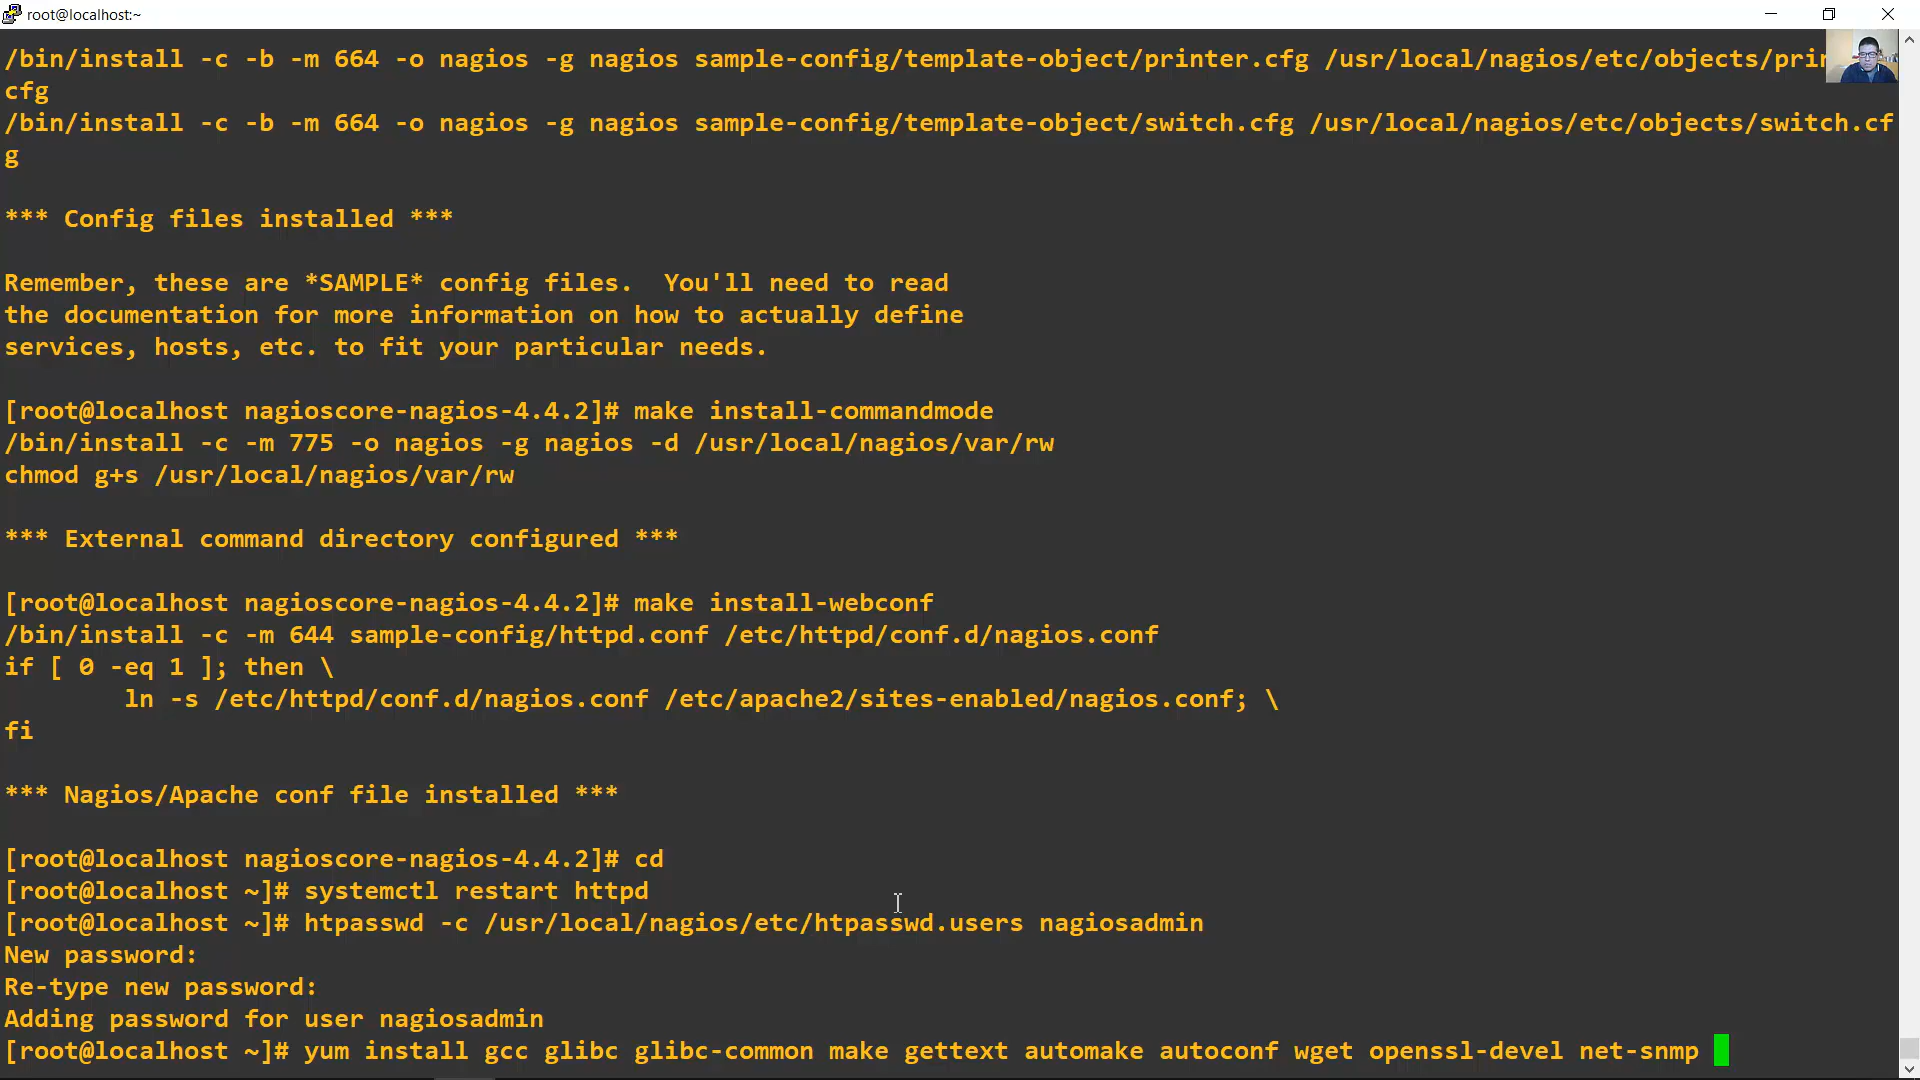 root@localhost:~
/bin/install -c -b -m 664 -o nagios -g nagios sample-config/template-object/printer.cfg /usr/local/nagios/etc/objects/prin
cfg
/bin/install -c -b -m 664 -o nagios -g nagios sample-config/template-object/switch.cfg /usr/local/nagios/etc/objects/switch.cf
g
*** Config files installed ***
Remember, these are *SAMPLE* config files.  You'll need to read
the documentation for more information on how to actually define
services, hosts, etc. to fit your particular needs.
[root@localhost nagioscore-nagios-4.4.2]# make install-commandmode
/bin/install -c -m 775 -o nagios -g nagios -d /usr/local/nagios/var/rw
chmod g+s /usr/local/nagios/var/rw
*** External command directory configured ***
[root@localhost nagioscore-nagios-4.4.2]# make install-webconf
/bin/install -c -m 644 sample-config/httpd.conf /etc/httpd/conf.d/nagios.conf
if [ 0 -eq 1 ]; then \
        ln -s /etc/httpd/conf.d/nagios.conf /etc/apache2/sites-enabled/nagios.conf; \
fi
*** Nagios/Apache conf file installed ***
[root@localhost nagioscore-nagios-4.4.2]# cd
[root@localhost ~]# systemctl restart httpd
[root@localhost ~]# htpasswd -c /usr/local/nagios/etc/htpasswd.users nagiosadmin
New password:
Re-type new password:
Adding password for user nagiosadmin
[root@localhost ~]# yum install gcc glibc glibc-common make gettext automake autoconf wget openssl-devel net-snmp